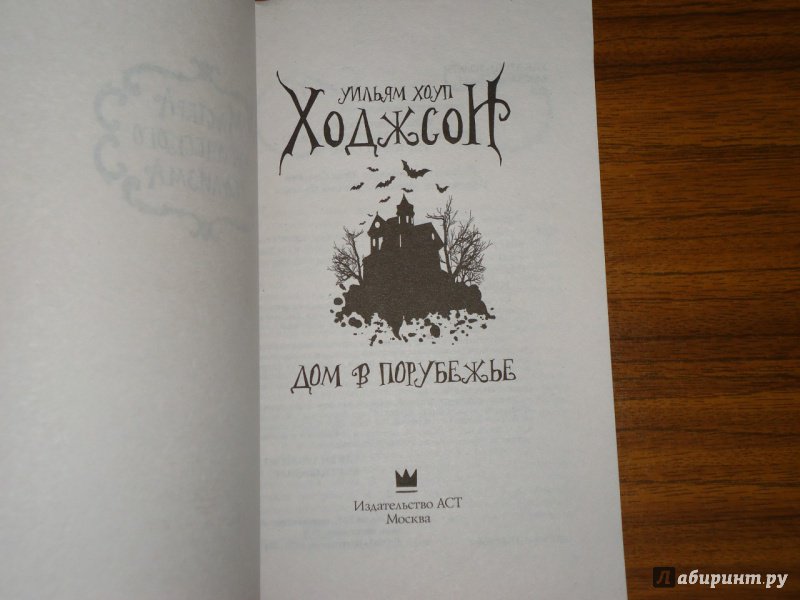 Уильям Хоуп
Ходжсон
Дом в Порубежье
Издательство АСТ
Москва
Лабиринт.ру